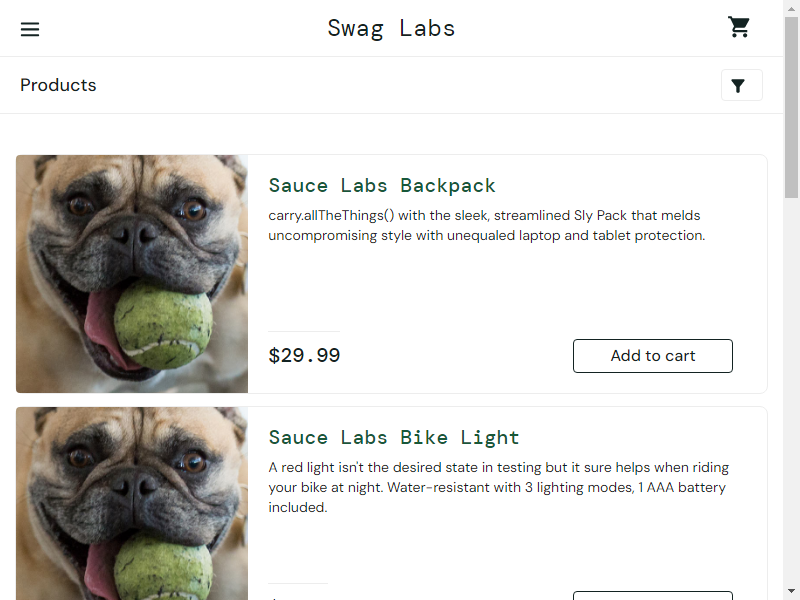 Swag Labs
Products
Sauce Labs Backpack
carry.allTheThings() with the sleek, streamlined Sly Pack that melds
uncompromising style with unequaled laptop and tablet protection.
$29.99
Add to cart
Sauce Labs Bike Light
A red light isn't the desired state in testing but it sure helps when riding
your bike at night. Water-resistant with 3 lighting modes, 1 AAA battery
included.